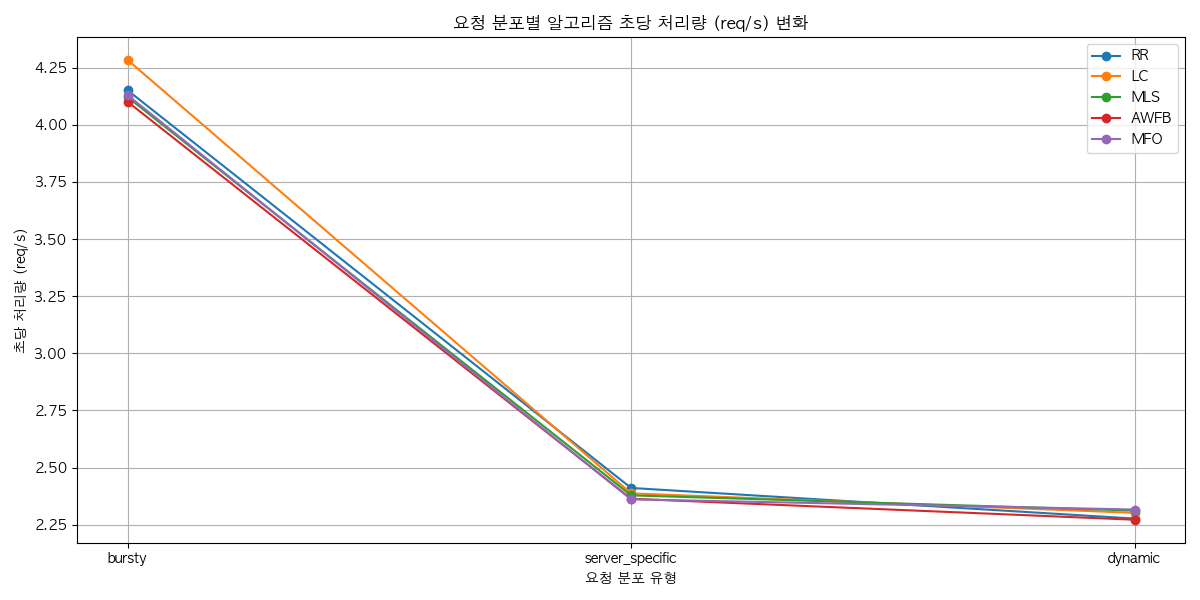 요청 분포별 알고리즘 초당 처리량 (req/s) 변화
RR
LC
MLS
AWFB
MFO
초당 처리량 (req/s)
4.25
4.00
3.75
3.50
3.25
3.00
2.75
2.50
2.25
bursty
server_specific
dynamic
요청 분포 유형